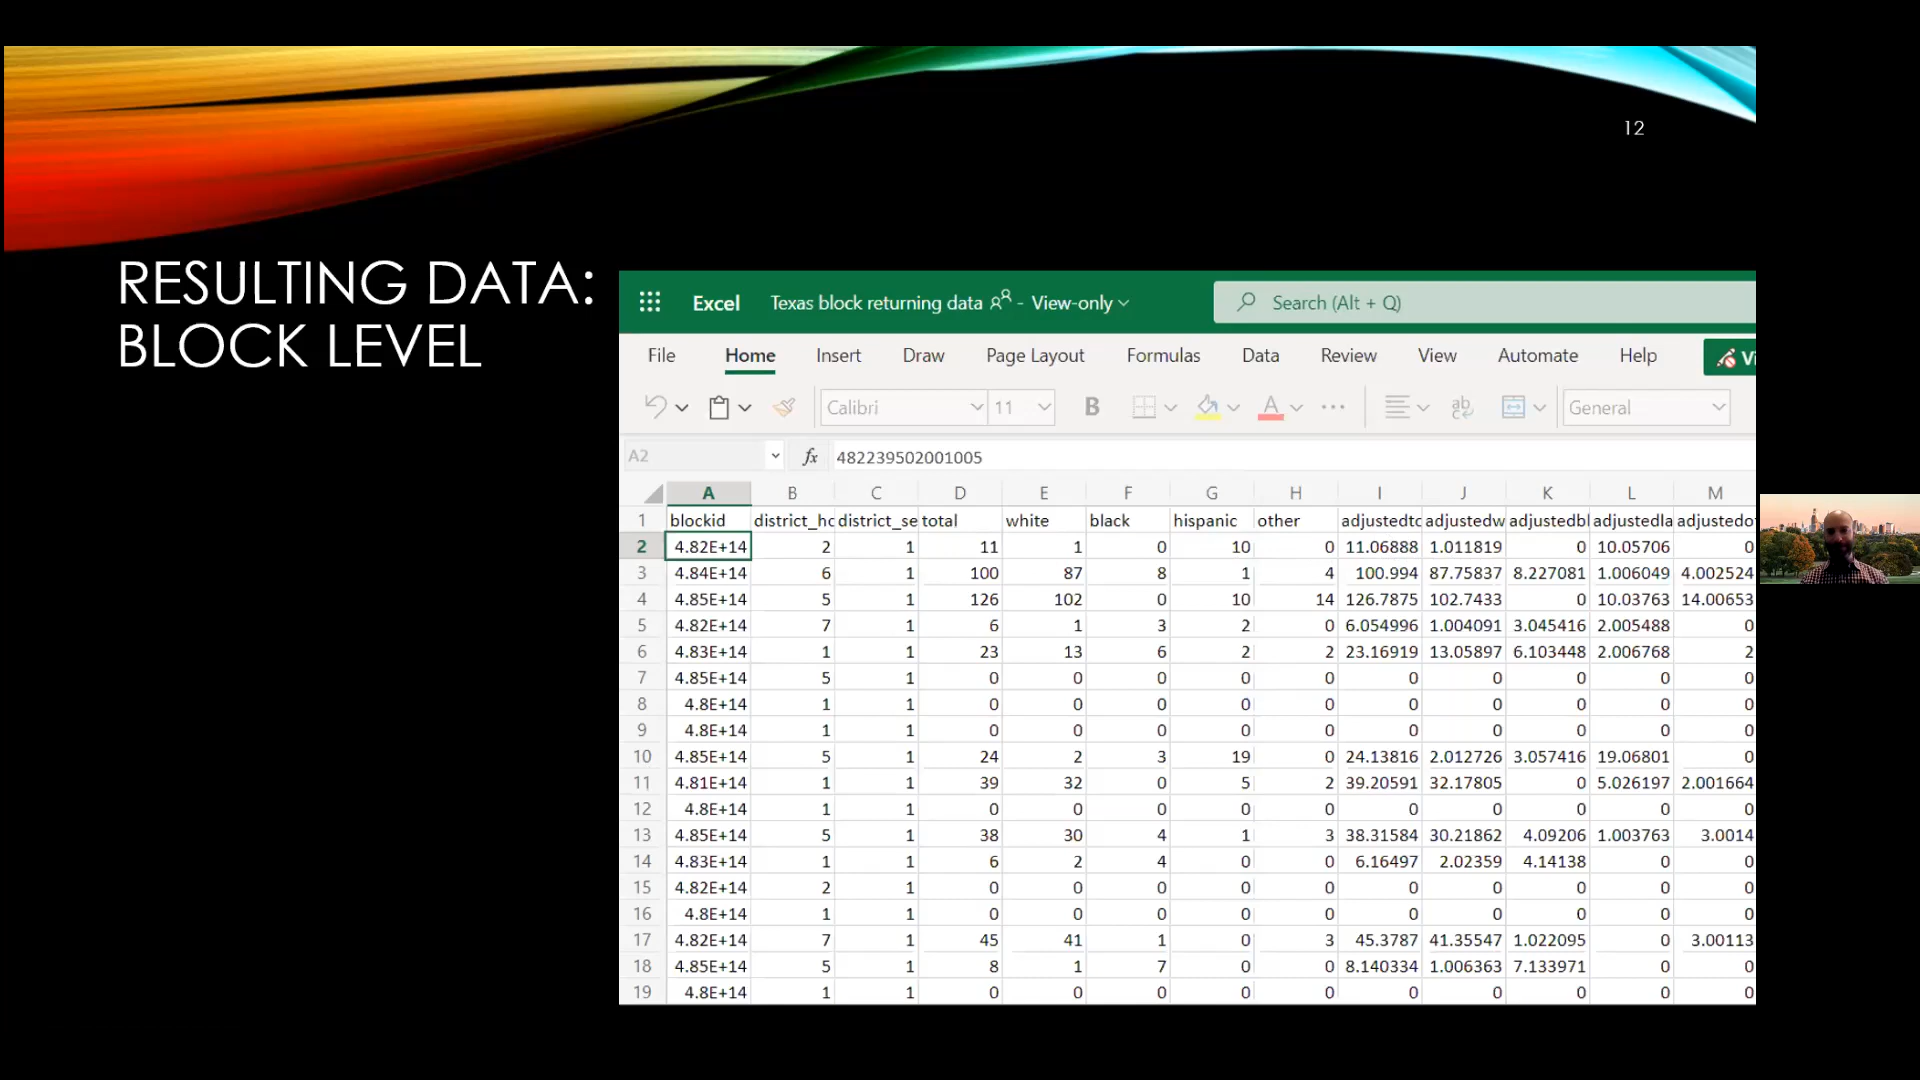 12
RESULTING DATA:
BLOCK LEVEL
Excel Texas block returning data - View-only Search (Alt + Q)
File Home Insert Draw Page Layout Formulas Data Review View Automate Help
Calibri 11 B A ab General
A2 fx 482239502001005
A B C D E F G H I J K L M
1 blockid district_hc district_se total white black hispanic other adjustedtc adjustedw adjustedbl adjustedla adjustedo
2 4.82E+14 2 1 11 1 0 10 0 11.06888 1.011819 0 10.05706 0
3 4.84E+14 6 1 100 87 8 1 4 100.994 87.75837 8.227081 1.006049 4.002524
4 4.85E+14 5 1 126 102 0 10 14 126.7875 102.7433 0 10.03763 14.00653
5 4.82E+14 7 1 6 1 3 2 0 6.054996 1.004091 3.045416 2.005488 0
6 4.83E+14 1 1 23 13 6 2 2 23.16919 13.05897 6.103448 2.006768 2
7 4.85E+14 5 1 0 0 0 0 0 0 0 0 0 0
8 4.8E+14 1 1 0 0 0 0 0 0 0 0 0 0
9 4.8E+14 1 1 0 0 0 0 0 0 0 0 0 0
10 4.85E+14 5 1 24 2 3 19 0 24.13816 2.012726 3.057416 19.06801 0
11 4.81E+14 1 1 39 32 0 5 2 39.20591 32.17805 0 5.026197 2.001664
12 4.8E+14 1 1 0 0 0 0 0 0 0 0 0 0
13 4.85E+14 5 1 38 30 4 1 3 38.31584 30.21862 4.09206 1.003763 3.0014
14 4.83E+14 1 1 6 2 4 0 0 6.16497 2.02359 4.14138 0 0
15 4.82E+14 2 1 0 0 0 0 0 0 0 0 0 0
16 4.8E+14 1 1 0 0 0 0 0 0 0 0 0 0
17 4.82E+14 7 1 45 41 1 0 3 45.3787 41.35547 1.022095 0 3.00113
18 4.85E+14 5 1 8 1 7 0 0 8.140334 1.006363 7.133971 0 0
19 4.8E+14 1 1 0 0 0 0 0 0 0 0 0 0